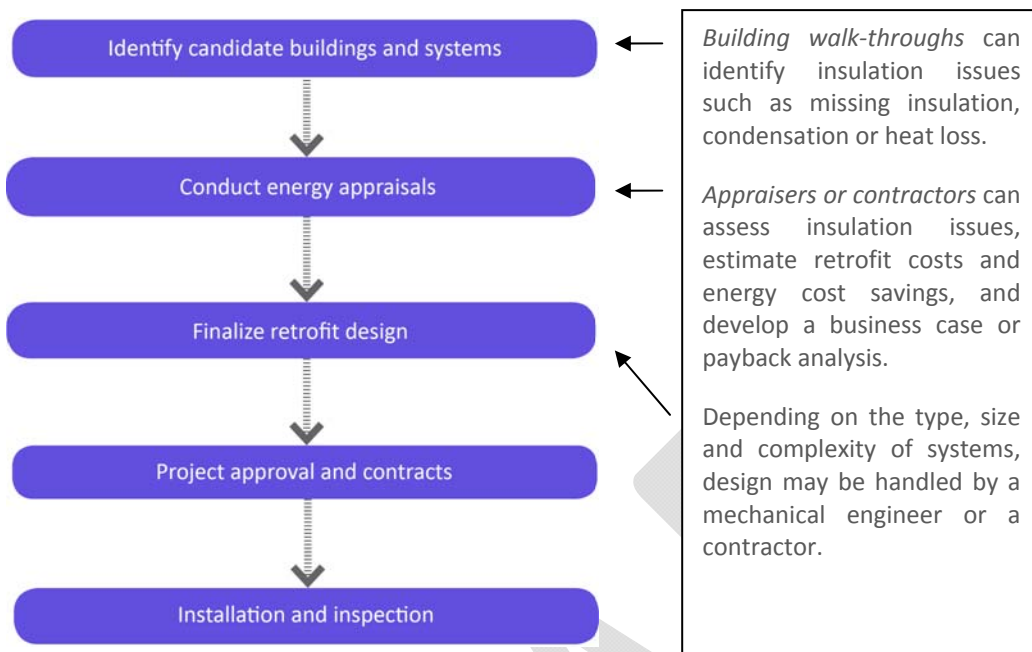 Identify candidate buildings and systems
Conduct energy appraisals
Finalize retrofit design
Project approval and contracts
Installation and inspection
Building walk-throughs can
identify insulation issues
such as missing insulation,
condensation or heat loss.
Appraisers or contractors can
assess insulation issues,
estimate retrofit costs and
energy cost savings, and
develop a business case or
payback analysis.
Depending on the type, size
and complexity of systems,
design may be handled by a
mechanical engineer or a
contractor.